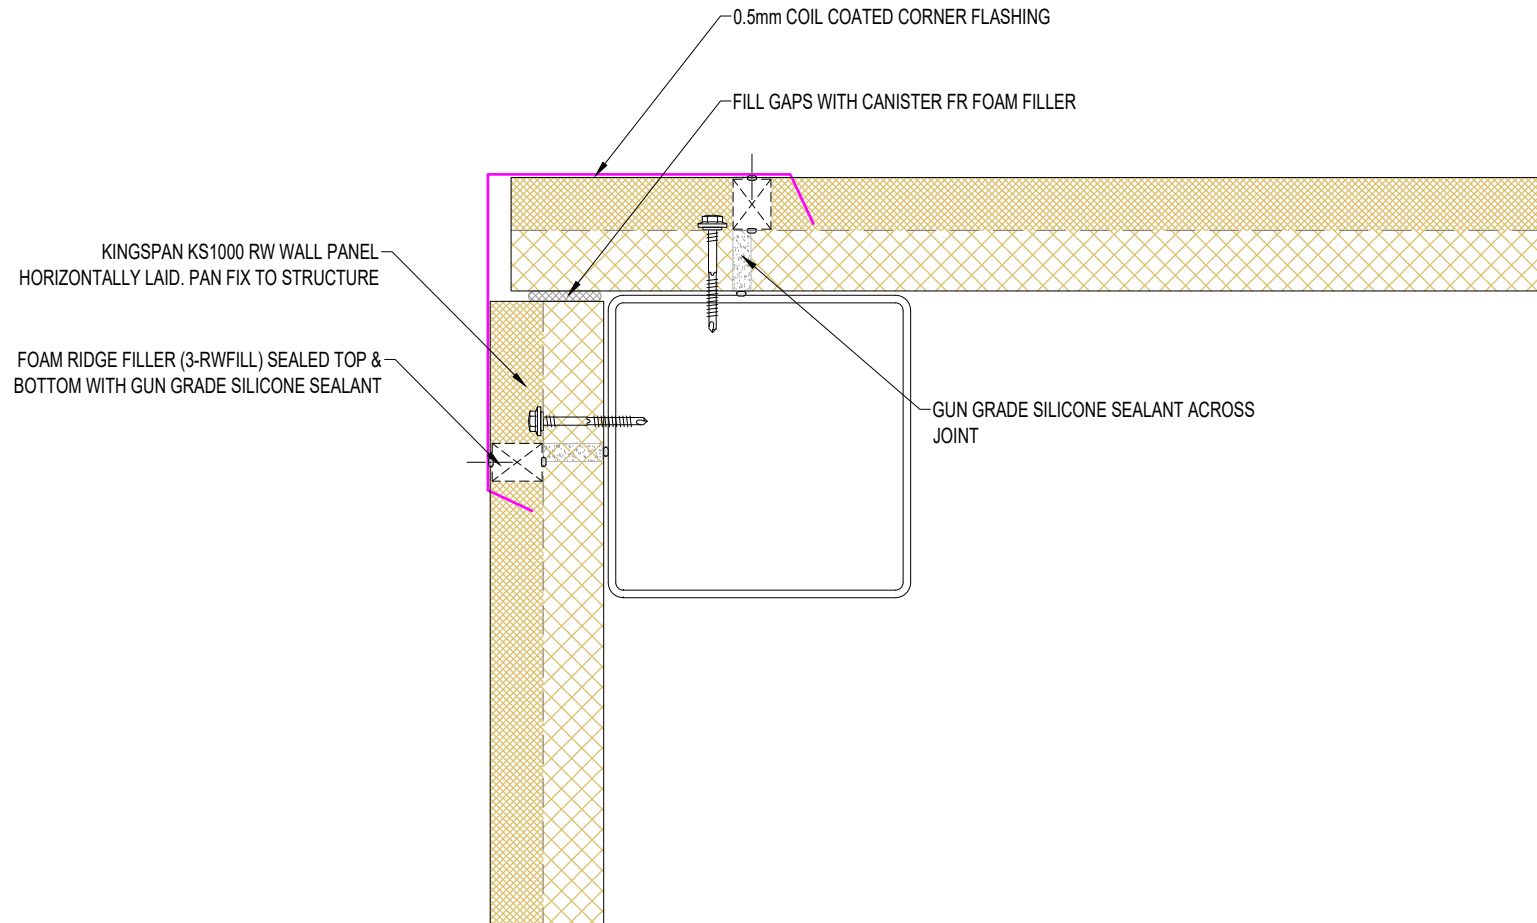 0.5mm COIL COATED CORNER FLASHING
FILL GAPS WITH CANISTER FR FOAM FILLER
KINGSPAN KS1000 RW WALL PANEL
HORIZONTALLY LAID. PAN FIX TO STRUCTURE
FOAM RIDGE FILLER (3-RWFILL) SEALED TOP &
BOTTOM WITH GUN GRADE SILICONE SEALANT
GUN GRADE SILICONE SEALANT ACROSS
JOINT